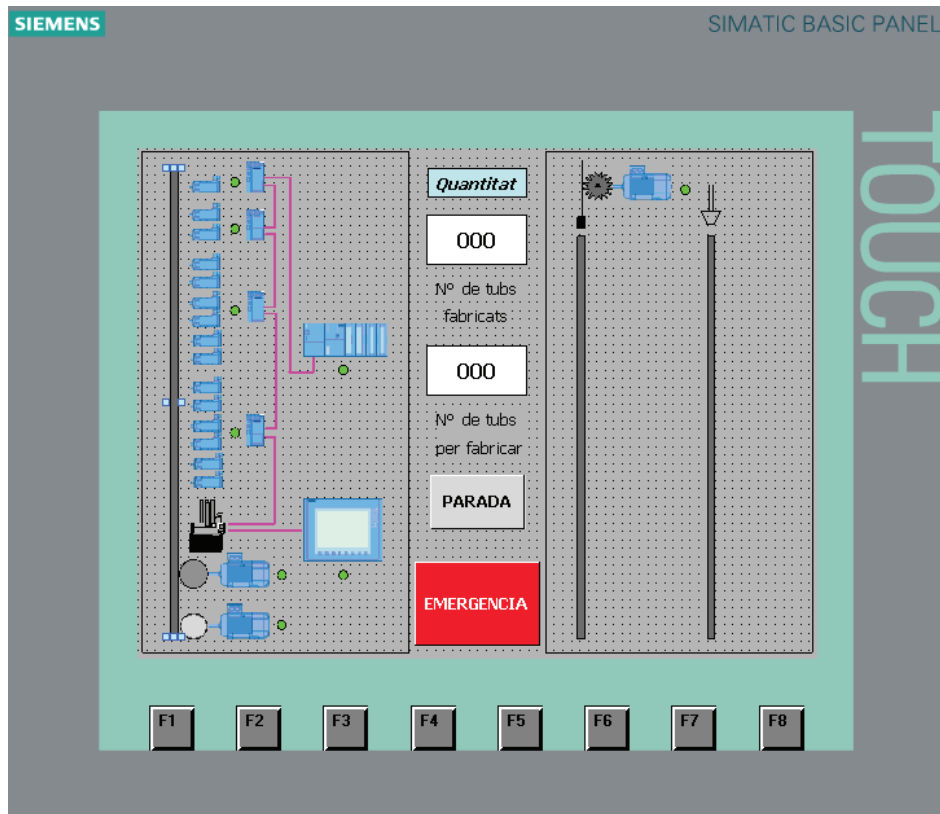 SIEMENS
SIMATIC BASIC PANEL
TOUCH
Quantitat
000
Nº de tubs
fabricats
000
Nº de tubs
per fabricar
PARADA
EMERGENCIA
F1 F2 F3 F4 F5 F6 F7 F8